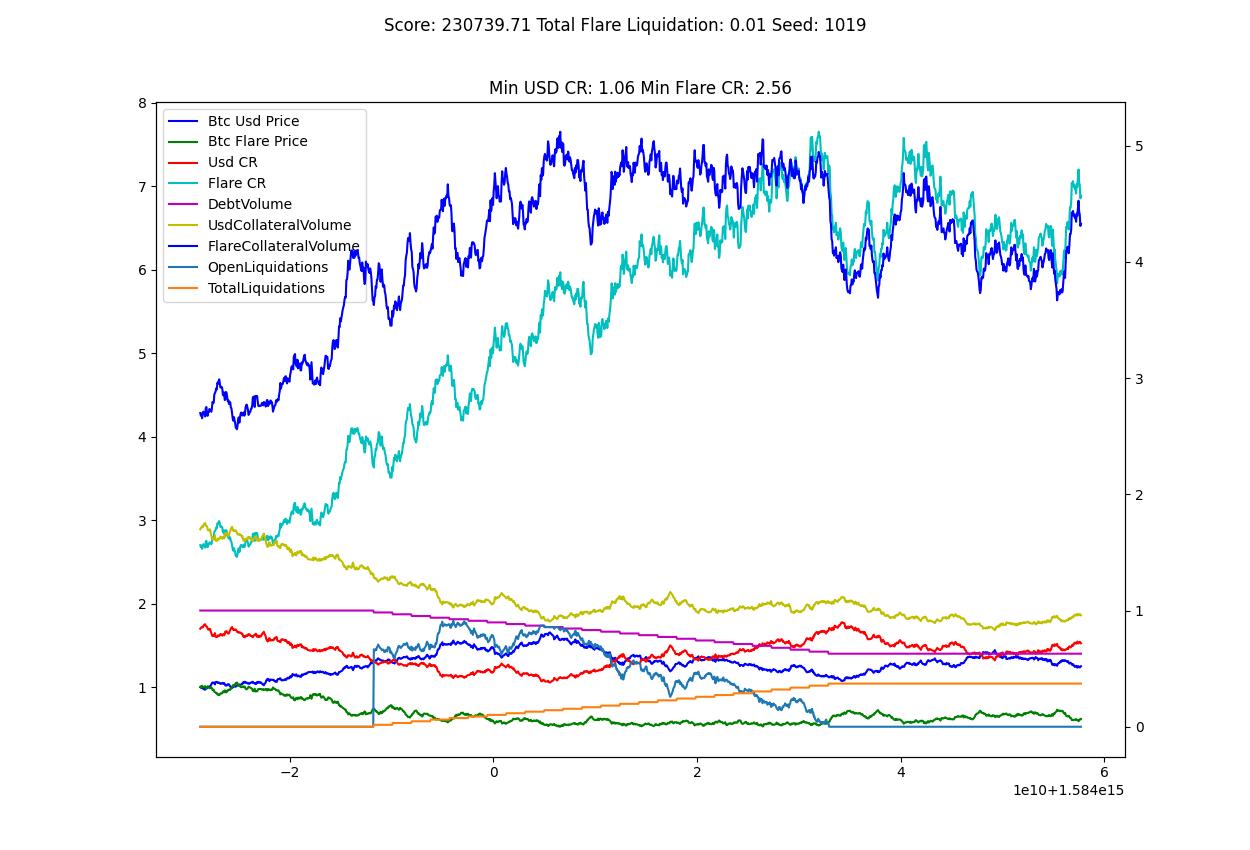 Score: 230739.71 Total Flare Liquidation: 0.01 Seed: 1019
Min USD CR: 1.06 Min Flare CR: 2.56
Btc Usd Price
Btc Flare Price
Usd CR
Flare CR
DebtVolume
UsdCollateralVolume
FlareCollateralVolume
OpenLiquidations
TotalLiquidations
8
7
6
5
4
3
2
1
5
4
3
2
1
0
−2
0
2
4
6
1e10+1.584e15